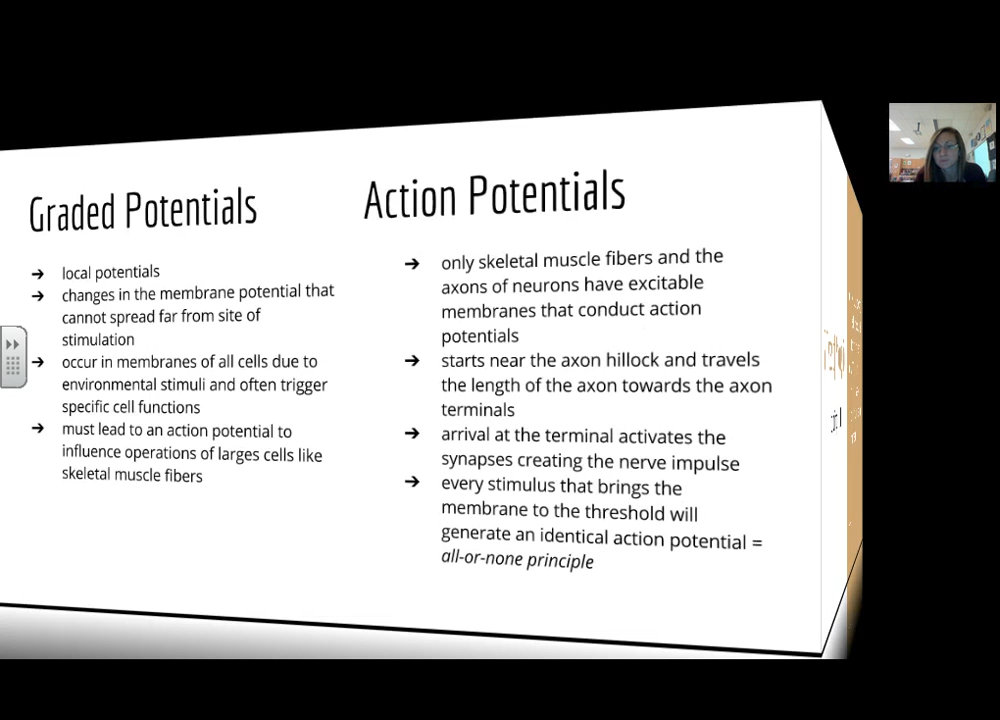 Graded Potentials
→ local potentials
→ changes in the membrane potential that
cannot spread far from site of
stimulation
→ occur in membranes of all cells due to
environmental stimuli and often trigger
specific cell functions
→ must lead to an action potential to
influence operations of larges cells like
skeletal muscle fibers
Action Potentials
→ only skeletal muscle fibers and the
axons of neurons have excitable
membranes that conduct action
potentials
→ starts near the axon hillock and travels
the length of the axon towards the axon
terminals
→ arrival at the terminal activates the
synapses creating the nerve impulse
→ every stimulus that brings the
membrane to the threshold will
generate an identical action potential =
all-or-none principle